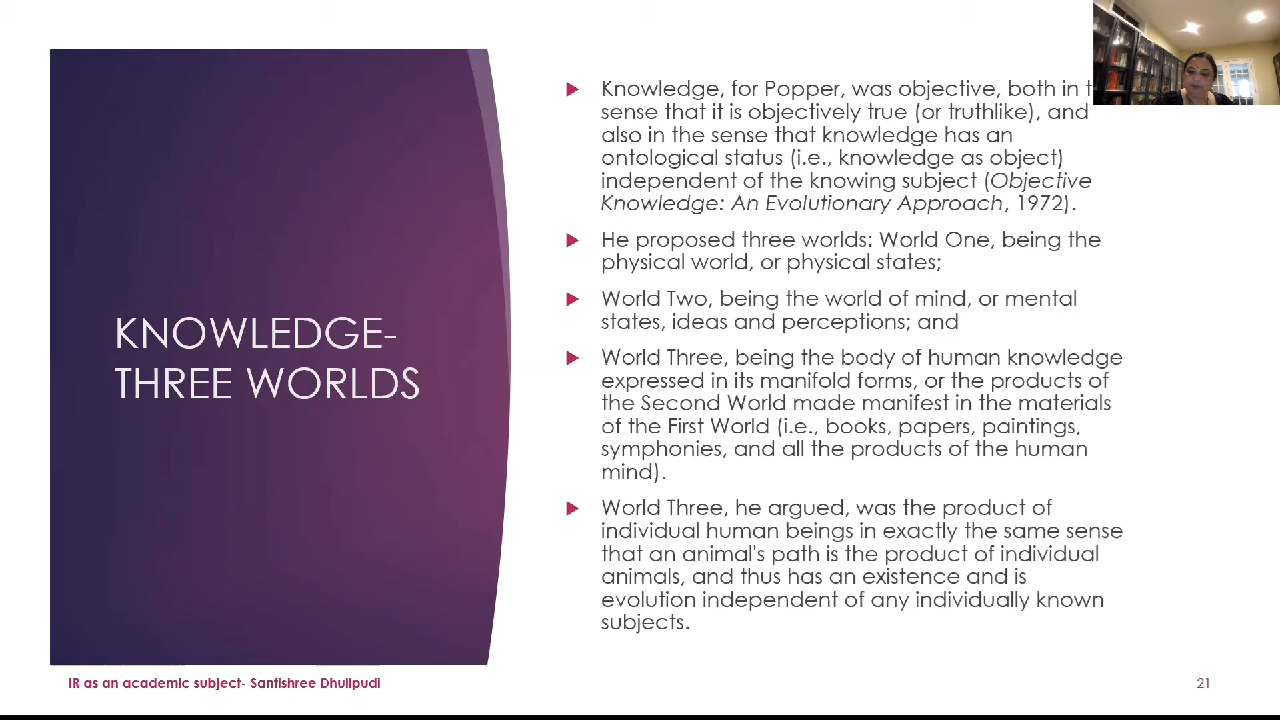 KNOWLEDGE-
THREE WORLDS
Knowledge, for Popper, was objective, both in
sense that it is objectively true (or truthlike), and
also in the sense that knowledge has an
ontological status (i.e., knowledge as object)
independent of the knowing subject (Objective
Knowledge: An Evolutionary Approach, 1972).
He proposed three worlds: World One, being the
physical world, or physical states;
World Two, being the world of mind, or mental
states, ideas and perceptions; and
World Three, being the body of human knowledge
expressed in its manifold forms, or the products of
the Second World made manifest in the materials
of the First World (i.e., books, papers, paintings,
symphonies, and all the products of the human
mind).
World Three, he argued, was the product of
individual human beings in exactly the same sense
that an animal's path is the product of individual
animals, and thus has an existence and is
evolution independent of any individually known
subjects.
IR as an academic subject- Santishree Dhulipudi
21